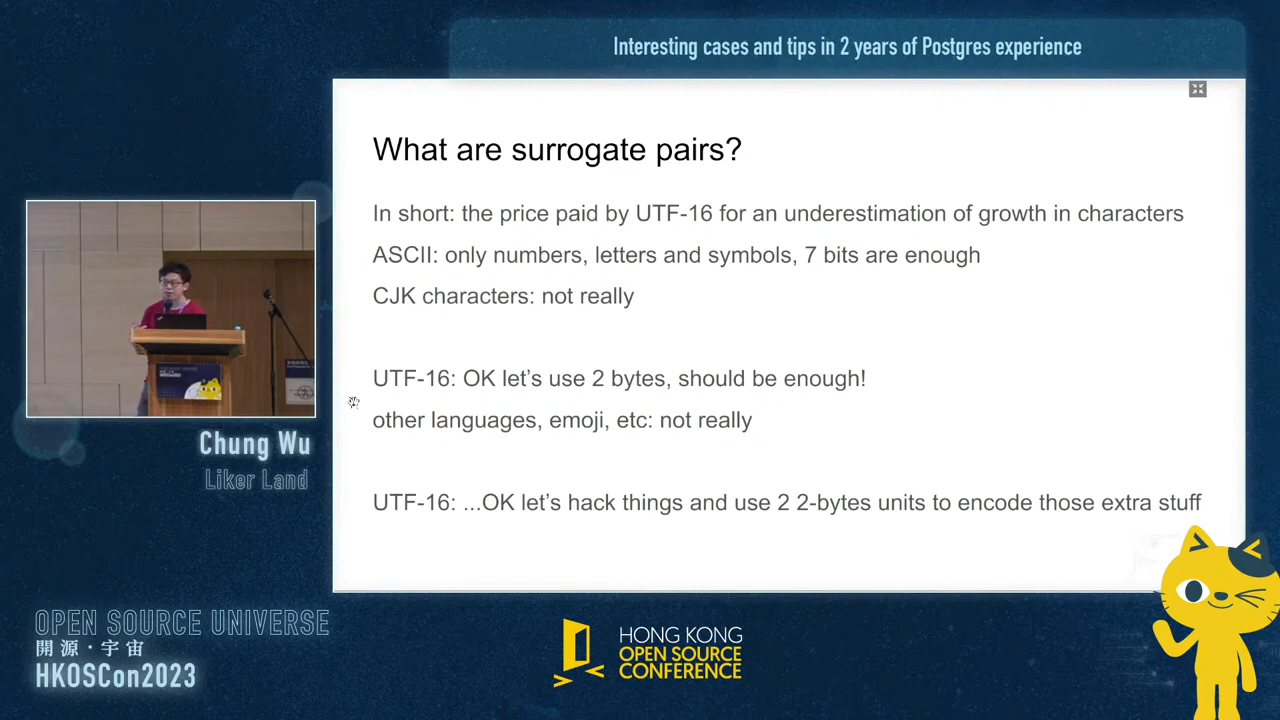 Interesting cases and tips in 2 years of Postgres experience
What are surrogate pairs?
In short: the price paid by UTF-16 for an underestimation of growth in characters
ASCII: only numbers, letters and symbols, 7 bits are enough
CJK characters: not really
UTF-16: OK let’s use 2 bytes, should be enough!
other languages, emoji, etc: not really
UTF-16: ...OK let’s hack things and use 2 2-bytes units to encode those extra stuff
Chung Wu
Liker Land
OPEN SOURCE UNIVERSE
開源·宇宙
HKOSCon2023
HONG KONG
OPEN SOURCE
CONFERENCE